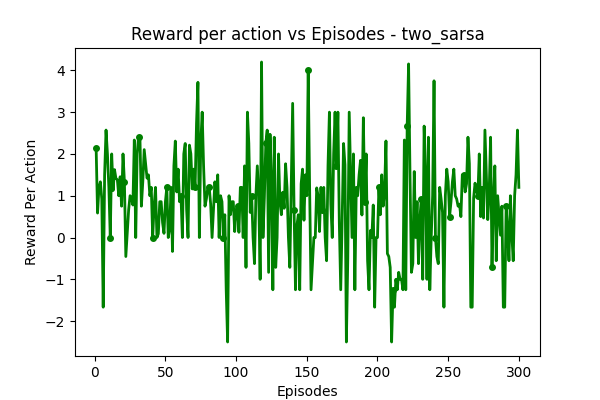 Reward per action vs Episodes - two_sarsa
4
3
2
1
0
−1
−2
Reward Per Action
0 50 100 150 200 250 300
Episodes